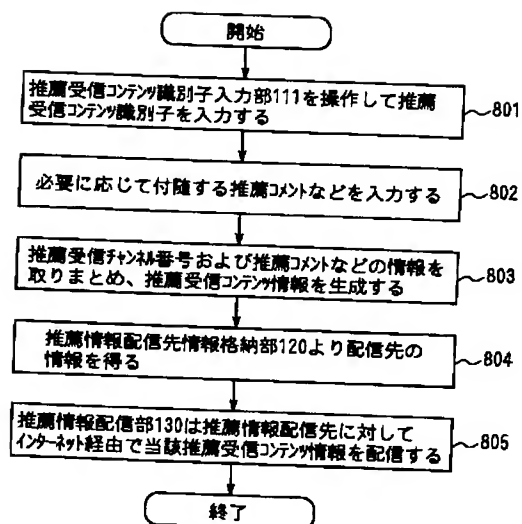 開始
推薦受信コンテンツ識別子入力部111を操作して推薦
受信コンテンツ識別子を入力する
801
必要に応じて付随する推薦コメントなどを入力する
802
推薦受信チャンネル番号および推薦コメントなどの情報を
取りまとめ、推薦受信コンテンツ情報を生成する
803
推薦情報配信先情報格納部120より配信先の
情報を得る
804
推薦情報配信部130は推薦情報配信先に対して
インターネット経由で当該推薦受信コンテンツ情報を配信する
805
終了